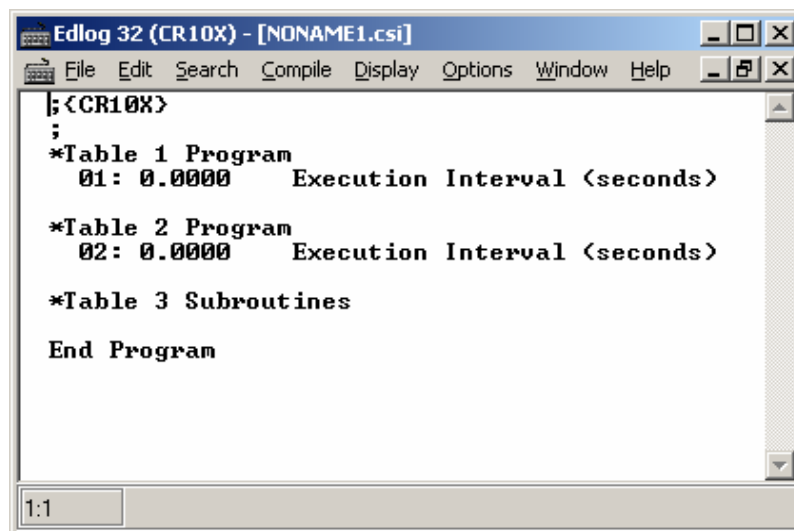 Edlog 32 (CR10X) - [NONAME1.csi]
File Edit Search Compile Display Options Window Help
;{CR10X}
;
*Table 1 Program
01: 0.0000 Execution Interval (seconds)
*Table 2 Program
02: 0.0000 Execution Interval (seconds)
*Table 3 Subroutines
End Program
1:1